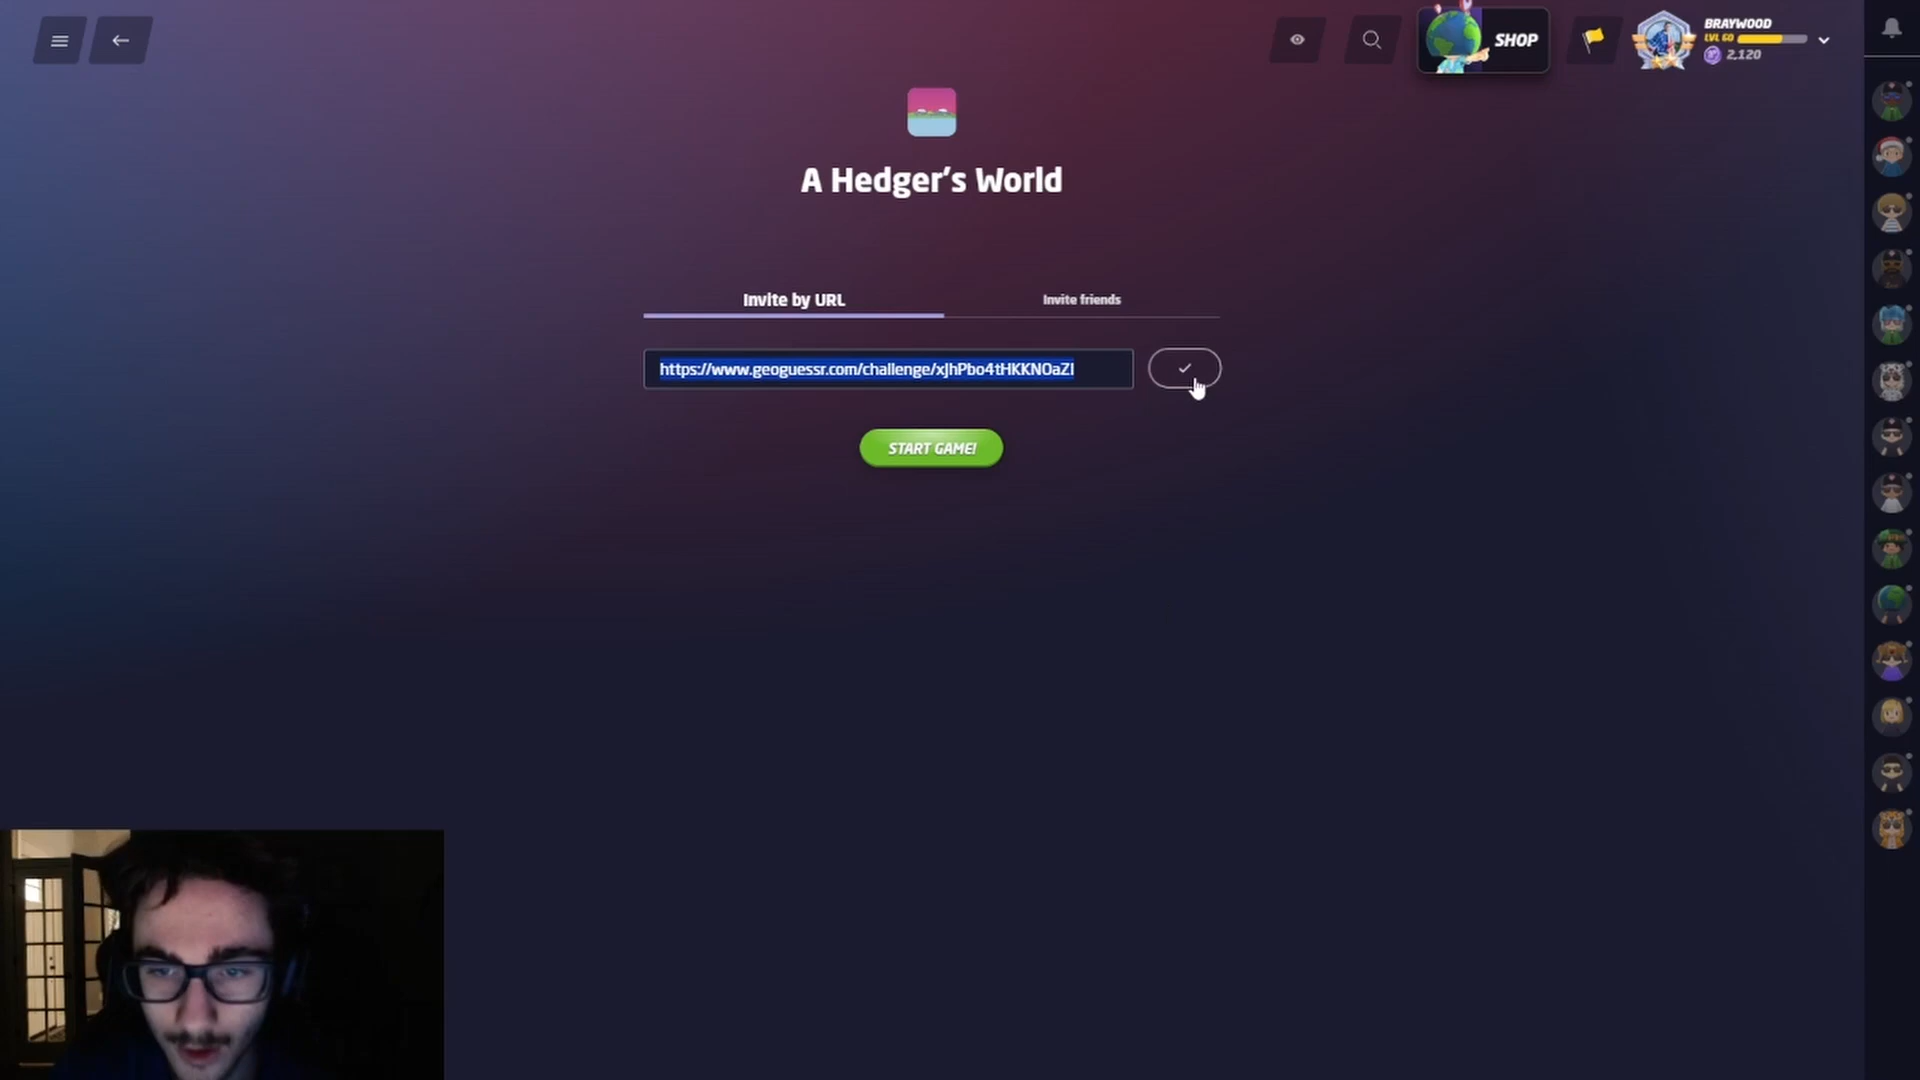 SHOP
BRAYWOOD
LVL 60
2,120
A Hedger's World
Invite by URL
Invite friends
https://www.geoguessr.com/challenge/xJhPbo4tHKKNOaZI
START GAME!